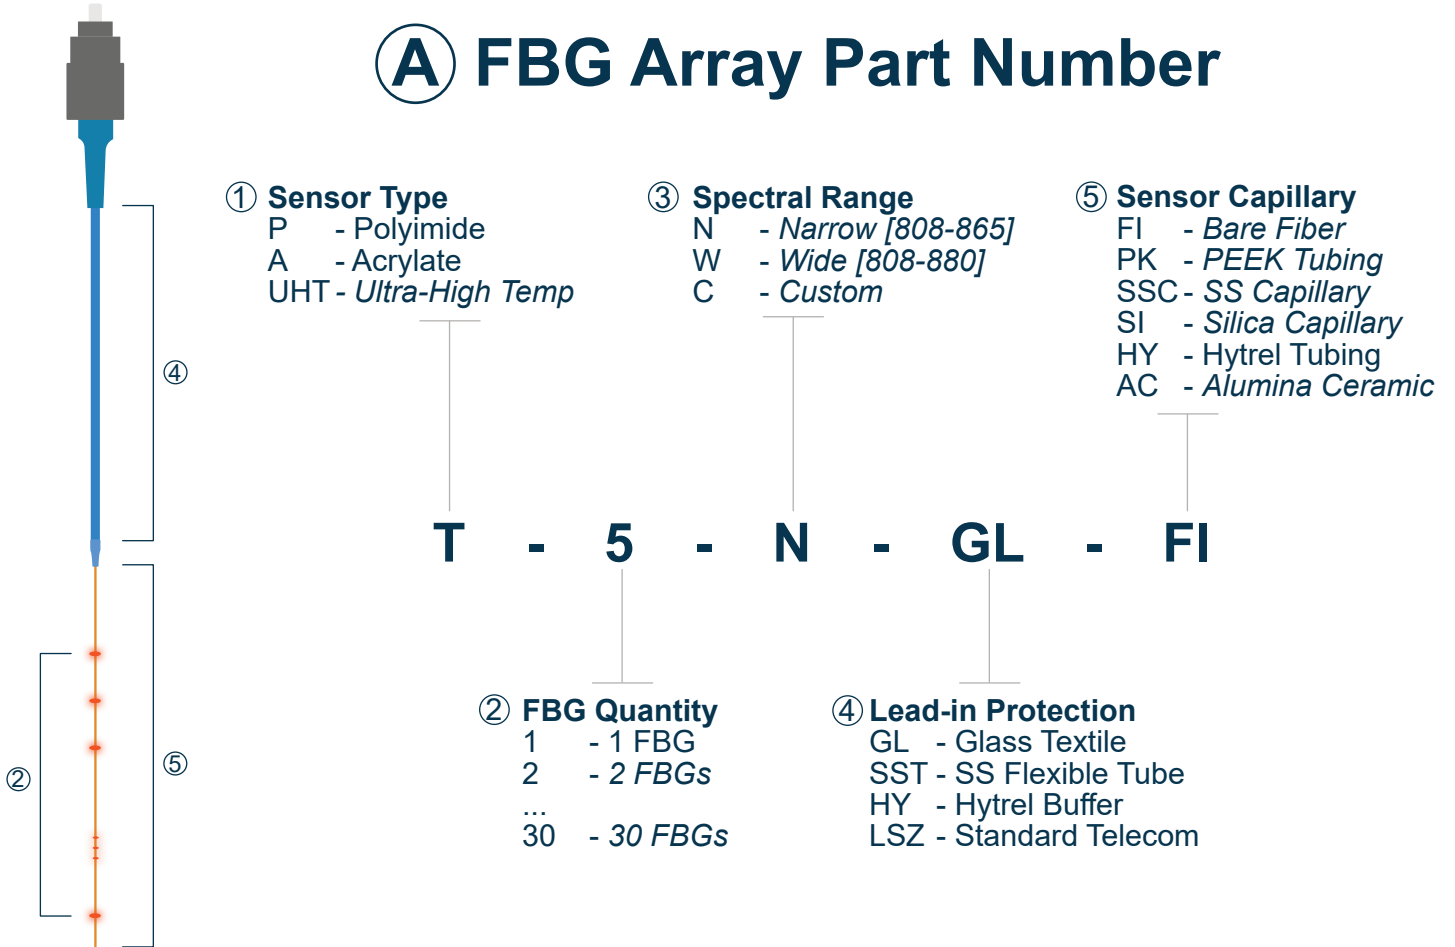 Ⓐ FBG Array Part Number
① Sensor Type
P - Polyimide
A - Acrylate
UHT - Ultra-High Temp
③ Spectral Range
N - Narrow [808-865]
W - Wide [808-880]
C - Custom
⑤ Sensor Capillary
FI - Bare Fiber
PK - PEEK Tubing
SSC - SS Capillary
SI - Silica Capillary
HY - Hytrel Tubing
AC - Alumina Ceramic
④
T - 5 - N - GL - FI
② FBG Quantity
1 - 1 FBG
2 - 2 FBGs
...
30 - 30 FBGs
④ Lead-in Protection
GL - Glass Textile
SST - SS Flexible Tube
HY - Hytrel Buffer
LSZ - Standard Telecom
②
⑤